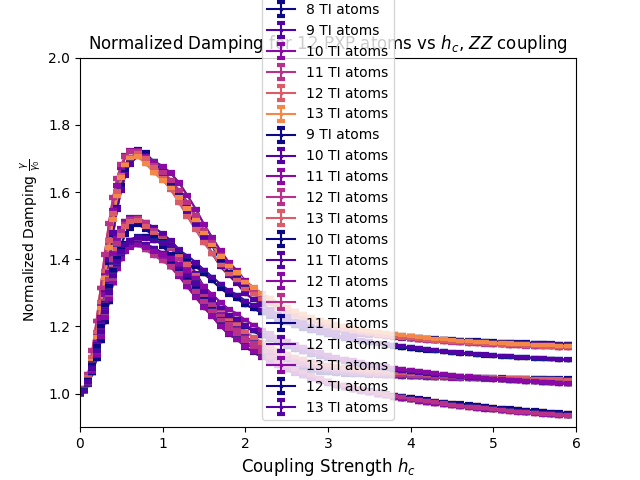 Normalized Damping for 12 PXP atoms vs h_c, ZZ coupling
8 TI atoms
9 TI atoms
10 TI atoms
11 TI atoms
12 TI atoms
13 TI atoms
9 TI atoms
10 TI atoms
11 TI atoms
12 TI atoms
13 TI atoms
10 TI atoms
11 TI atoms
12 TI atoms
13 TI atoms
11 TI atoms
12 TI atoms
13 TI atoms
12 TI atoms
13 TI atoms
Normalized Damping γ/γ₀
2.0
1.8
1.6
1.4
1.2
1.0
0 1 2 3 4 5 6
Coupling Strength h_c